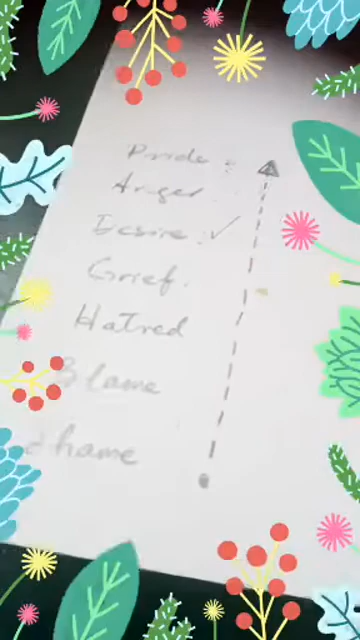 Pride :
Anger
Desire : ✓
Grief.
Hatred
Blame
Shame